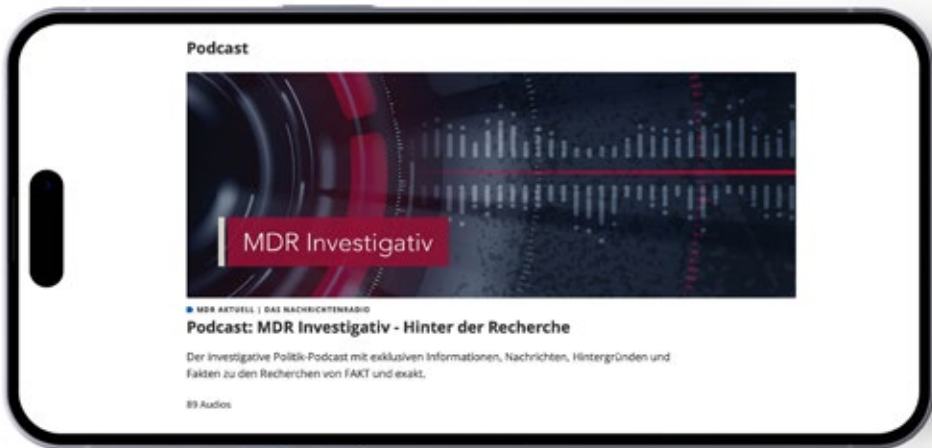 Podcast
MDR Investigativ
MDR AKTUELL | DAS NACHRICHTENRADIO
Podcast: MDR Investigativ - Hinter der Recherche
Der investigative Politik-Podcast mit exklusiven Informationen, Nachrichten, Hintergründen und
Fakten zu den Recherchen von FAKT und exakt.
89 Audios